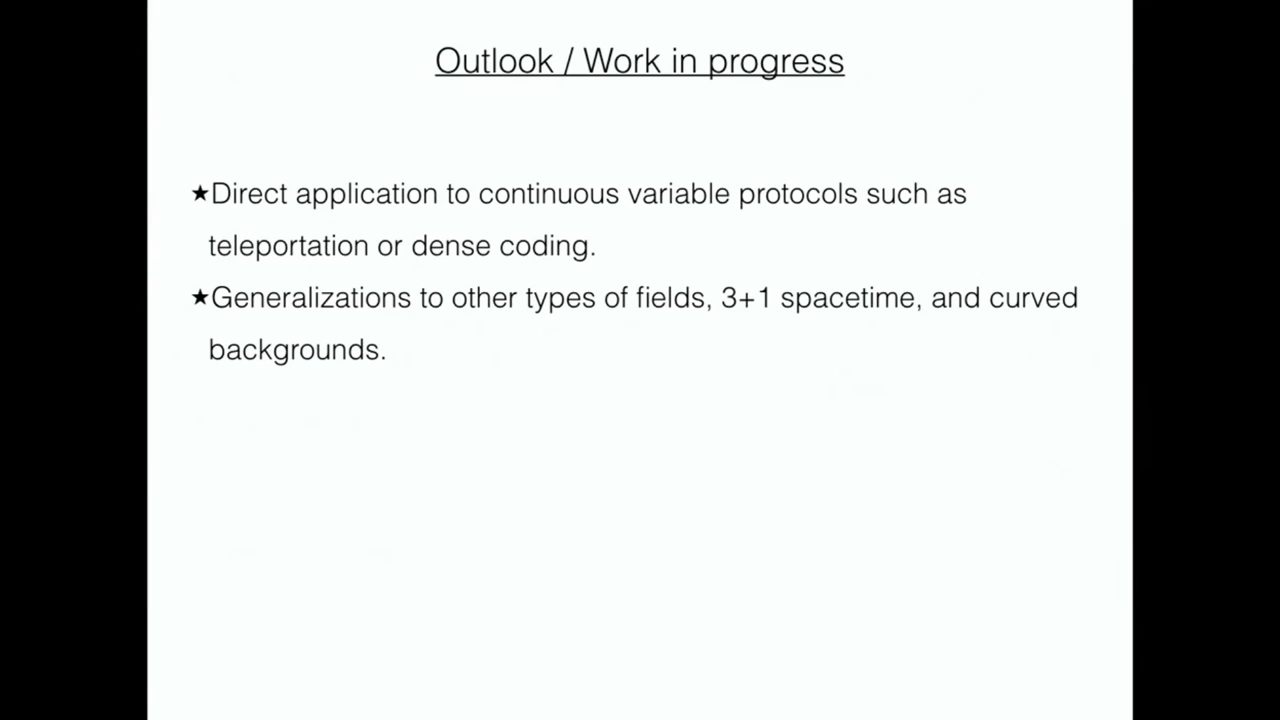 Outlook / Work in progress
★Direct application to continuous variable protocols such as
teleportation or dense coding.
★Generalizations to other types of fields, 3+1 spacetime, and curved
backgrounds.